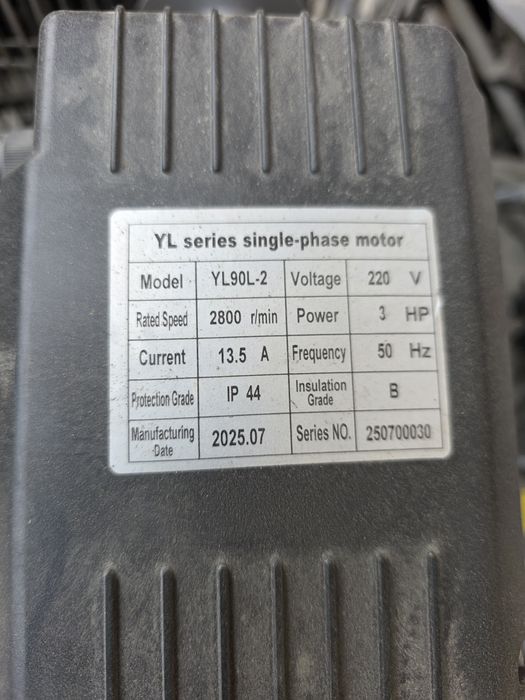 YL series single-phase motor
Model YL90L-2 Voltage 220 V
Rated Speed 2800 r/min Power 3 HP
Current 13.5 A Frequency 50 Hz
Protection Grade IP 44 Insulation Grade B
Manufacturing Date 2025.07 Series NO. 250700030